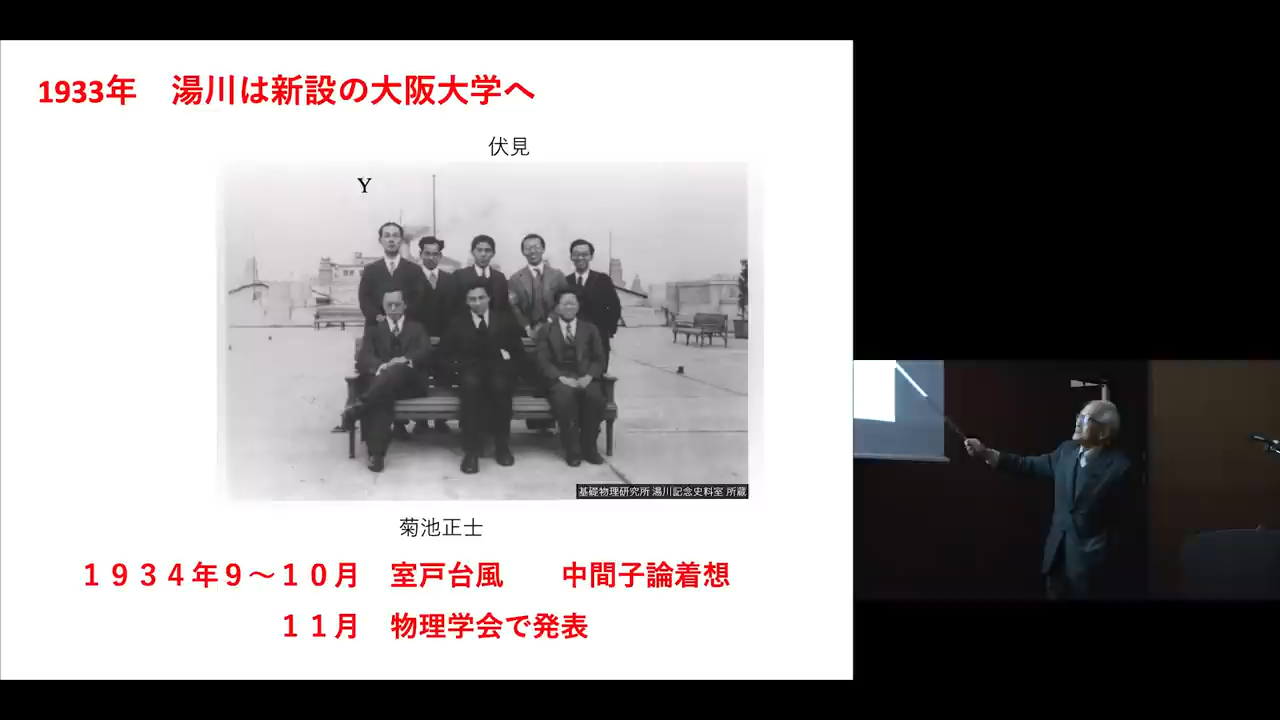 1933年　湯川は新設の大阪大学へ
伏見
Y
基礎物理研究所 湯川記念史料室 所蔵
菊池正士
１９３４年９～１０月　室戸台風　　中間子論着想
１１月　物理学会で発表